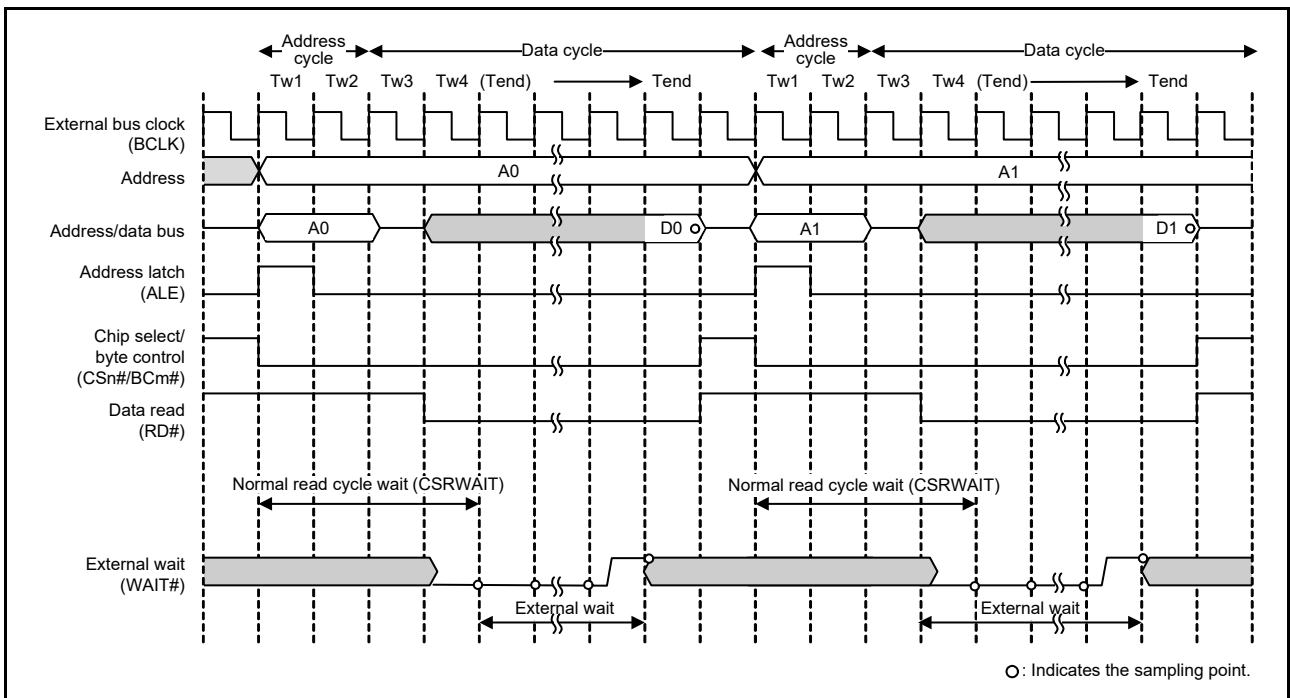 Address cycle
Data cycle
Address cycle
Data cycle
Tw1 Tw2 Tw3 Tw4 (Tend) Tend Tw1 Tw2 Tw3 Tw4 (Tend) Tend
External bus clock
(BCLK)
Address
A0
A1
Address/data bus
A0
D0
A1
D1
Address latch
(ALE)
Chip select/
byte control
(CSn#/BCm#)
Data read
(RD#)
Normal read cycle wait (CSRWAIT)
Normal read cycle wait (CSRWAIT)
External wait
(WAIT#)
External wait
External wait
: Indicates the sampling point.